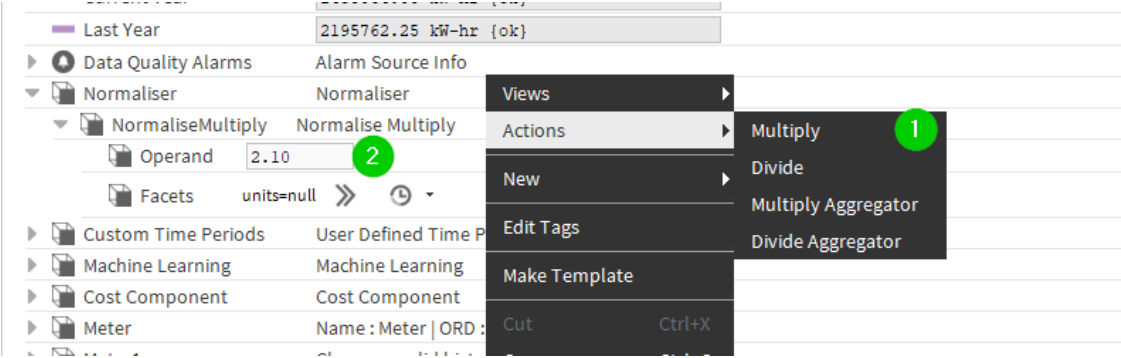 Last Year 2195762.25 kW-hr {ok}
Data Quality Alarms Alarm Source Info
Normaliser Normaliser
NormaliseMultiply Normalise Multiply
Operand 2.10 2
Facets units=null
Custom Time Periods User Defined Time P
Machine Learning Machine Learning
Cost Component Cost Component
Meter Name : Meter | ORD :
Views
Actions
New
Edit Tags
Make Template
Cut Ctrl+X
Multiply 1
Divide
Multiply Aggregator
Divide Aggregator